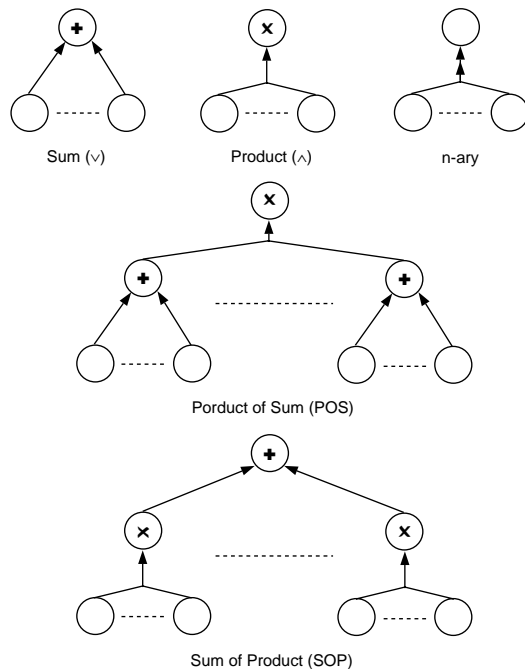 + ×
Sum (∨) Product (∧) n-ary
×
+ +
Porduct of Sum (POS)
+
× ×
Sum of Product (SOP)